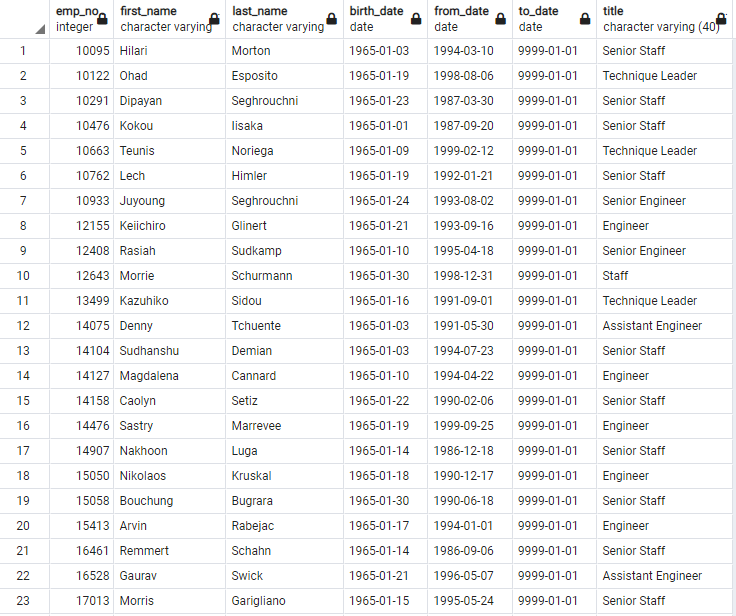 emp_no first_name last_name birth_date from_date to_date title
integer character varying character varying date date date character varying (40)
1 10095 Hilari Morton 1965-01-03 1994-03-10 9999-01-01 Senior Staff
2 10122 Ohad Esposito 1965-01-19 1998-08-06 9999-01-01 Technique Leader
3 10291 Dipayan Seghrouchni 1965-01-23 1987-03-30 9999-01-01 Senior Staff
4 10476 Kokou Iisaka 1965-01-01 1987-09-20 9999-01-01 Senior Staff
5 10663 Teunis Noriega 1965-01-09 1999-02-12 9999-01-01 Technique Leader
6 10762 Lech Himler 1965-01-19 1992-01-21 9999-01-01 Senior Staff
7 10933 Juyoung Seghrouchni 1965-01-24 1993-08-02 9999-01-01 Senior Engineer
8 12155 Keiichiro Glinert 1965-01-21 1993-09-16 9999-01-01 Engineer
9 12408 Rasiah Sudkamp 1965-01-10 1995-04-18 9999-01-01 Senior Engineer
10 12643 Morrie Schurmann 1965-01-30 1998-12-31 9999-01-01 Staff
11 13499 Kazuhiko Sidou 1965-01-16 1991-09-01 9999-01-01 Technique Leader
12 14075 Denny Tchuente 1965-01-03 1991-05-30 9999-01-01 Assistant Engineer
13 14104 Sudhanshu Demian 1965-01-03 1994-07-23 9999-01-01 Senior Staff
14 14127 Magdalena Cannard 1965-01-10 1994-04-22 9999-01-01 Engineer
15 14158 Caolyn Setiz 1965-01-22 1990-02-06 9999-01-01 Senior Staff
16 14476 Sastry Marrevee 1965-01-19 1999-09-25 9999-01-01 Engineer
17 14907 Nakhoon Luga 1965-01-14 1986-12-18 9999-01-01 Senior Staff
18 15050 Nikolaos Kruskal 1965-01-18 1990-12-17 9999-01-01 Engineer
19 15058 Bouchung Bugrara 1965-01-30 1990-06-18 9999-01-01 Senior Staff
20 15413 Arvin Rabejac 1965-01-17 1994-01-01 9999-01-01 Engineer
21 16461 Remmert Schahn 1965-01-14 1986-09-06 9999-01-01 Senior Staff
22 16528 Gaurav Swick 1965-01-21 1996-05-07 9999-01-01 Assistant Engineer
23 17013 Morris Garigliano 1965-01-15 1995-05-24 9999-01-01 Senior Staff